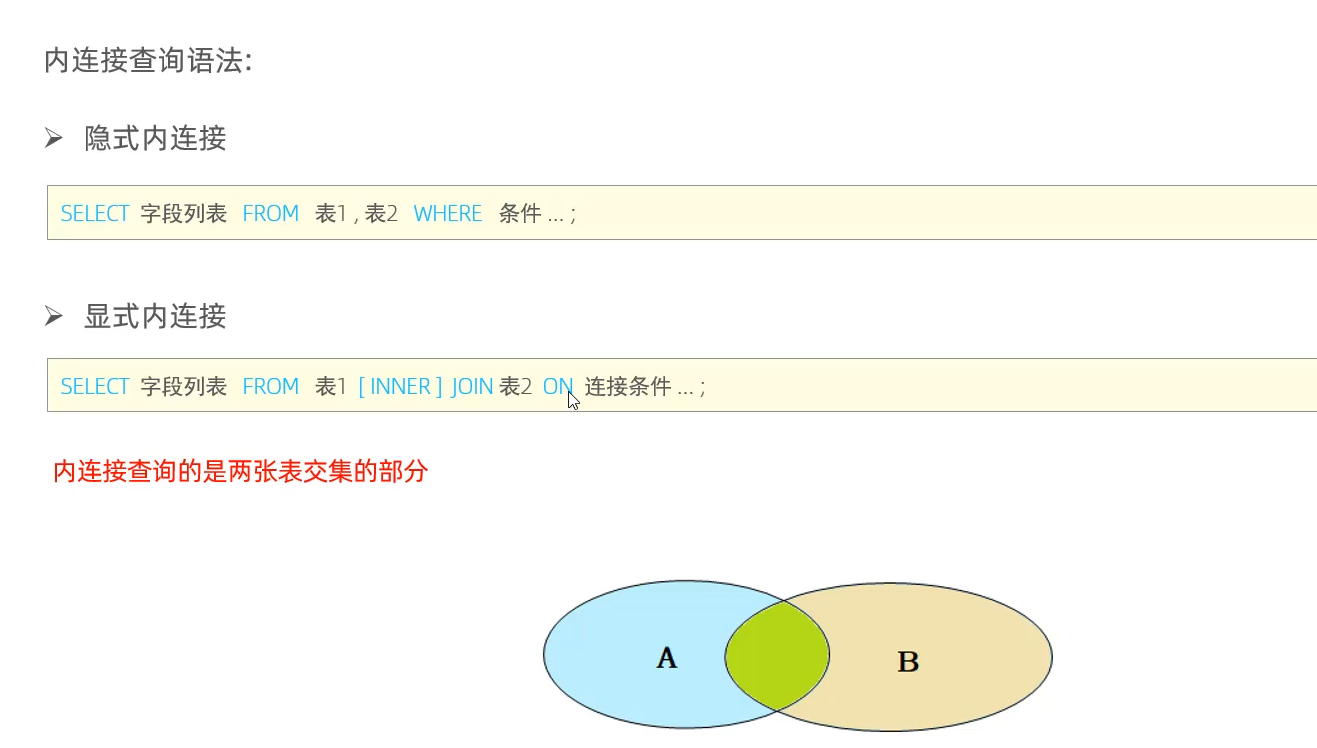 内连接查询语法:
隐式内连接
SELECT 字段列表 FROM 表1 , 表2 WHERE 条件 ... ;
显式内连接
SELECT 字段列表 FROM 表1 [ INNER ] JOIN 表2 ON 连接条件 ... ;
内连接查询的是两张表交集的部分
A B